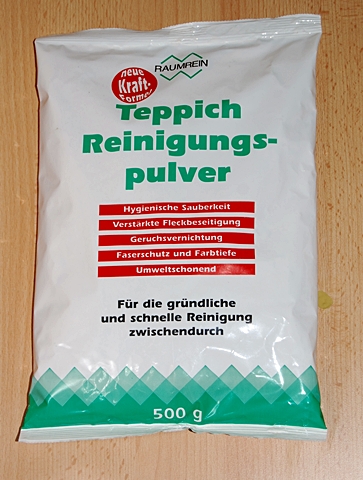 RAUMREIN
neue
Kraft-
Formel
Teppich
Reinigungs-
pulver
Hygienische Sauberkeit
Verstärkte Fleckbeseitigung
Geruchsvernichtung
Faserschutz und Farbtiefe
Umweltschonend
Für die gründliche
und schnelle Reinigung
zwischendurch
500 g